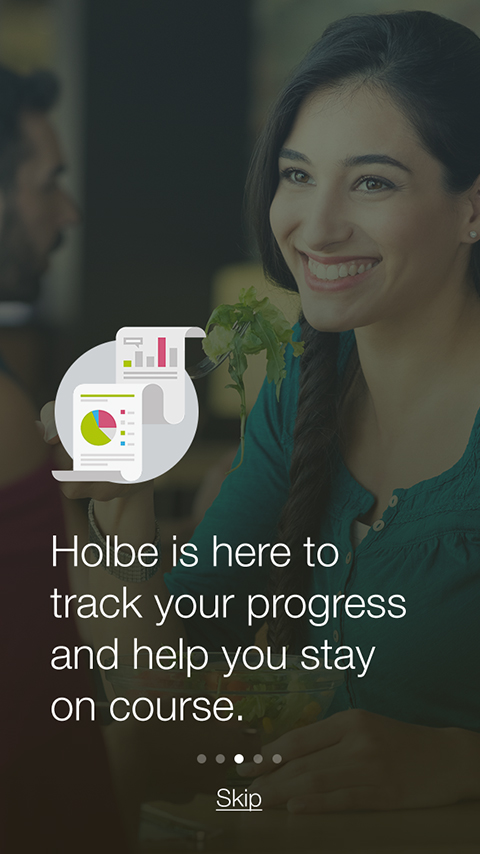 Holbe is here to
track your progress
and help you stay
on course.
Skip